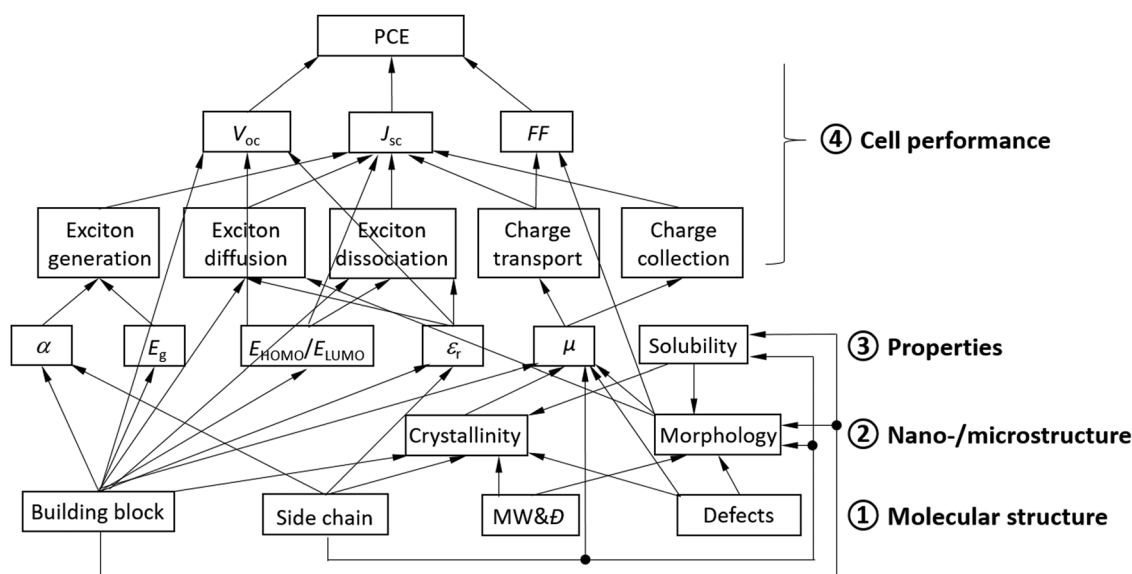 PCE
Voc
Jsc
FF
④ Cell performance
Exciton
generation
Exciton
diffusion
Exciton
dissociation
Charge
transport
Charge
collection
α
Eg
EHOMO/ELUMO
εr
μ
Solubility
③ Properties
Crystallinity
Morphology
② Nano-/microstructure
Building block
Side chain
MW&Đ
Defects
① Molecular structure